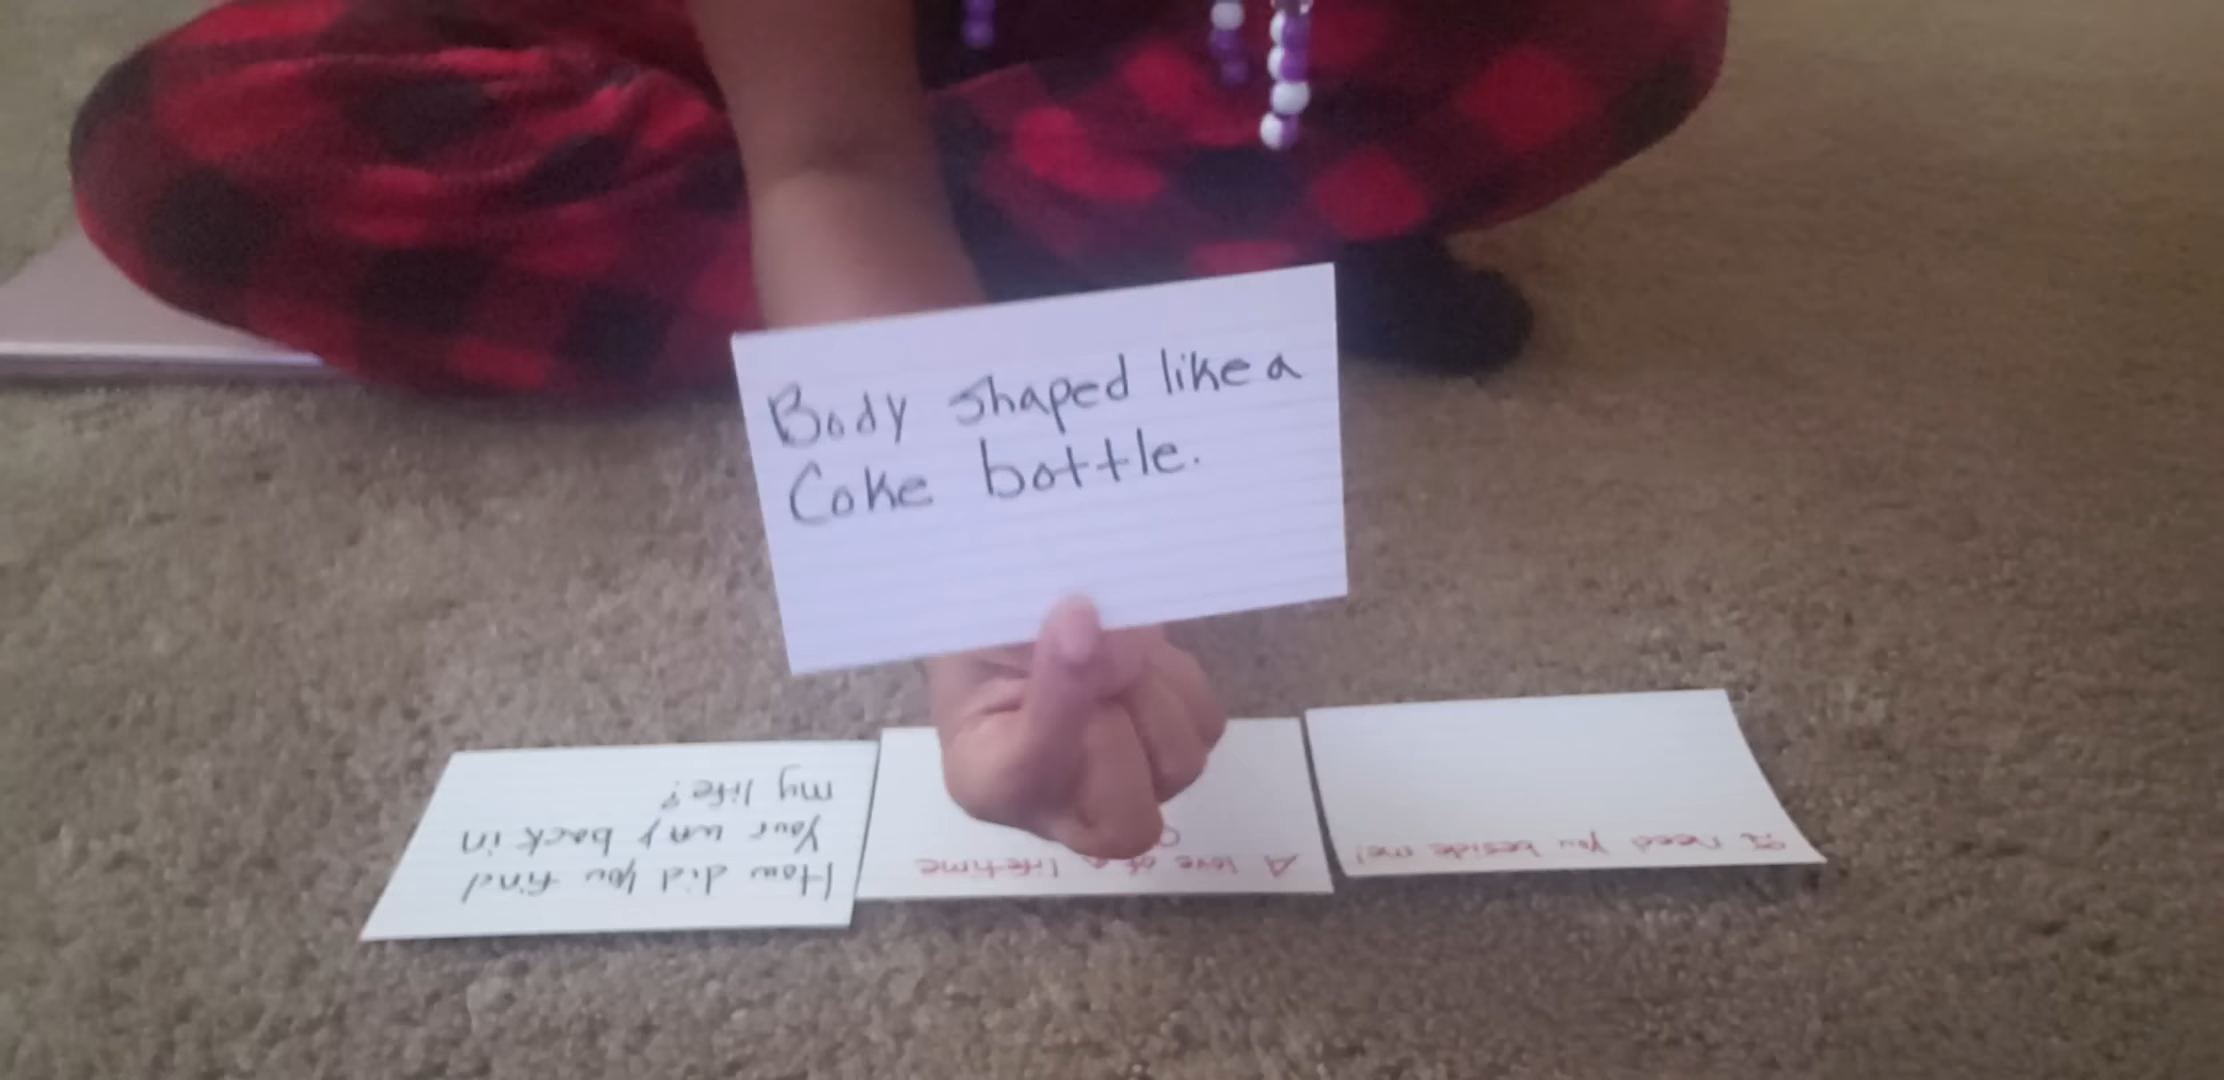 Body shaped like a
Coke bottle.
How did you find
Your way back in
my life?
A love of a lifetime
I need you beside me!